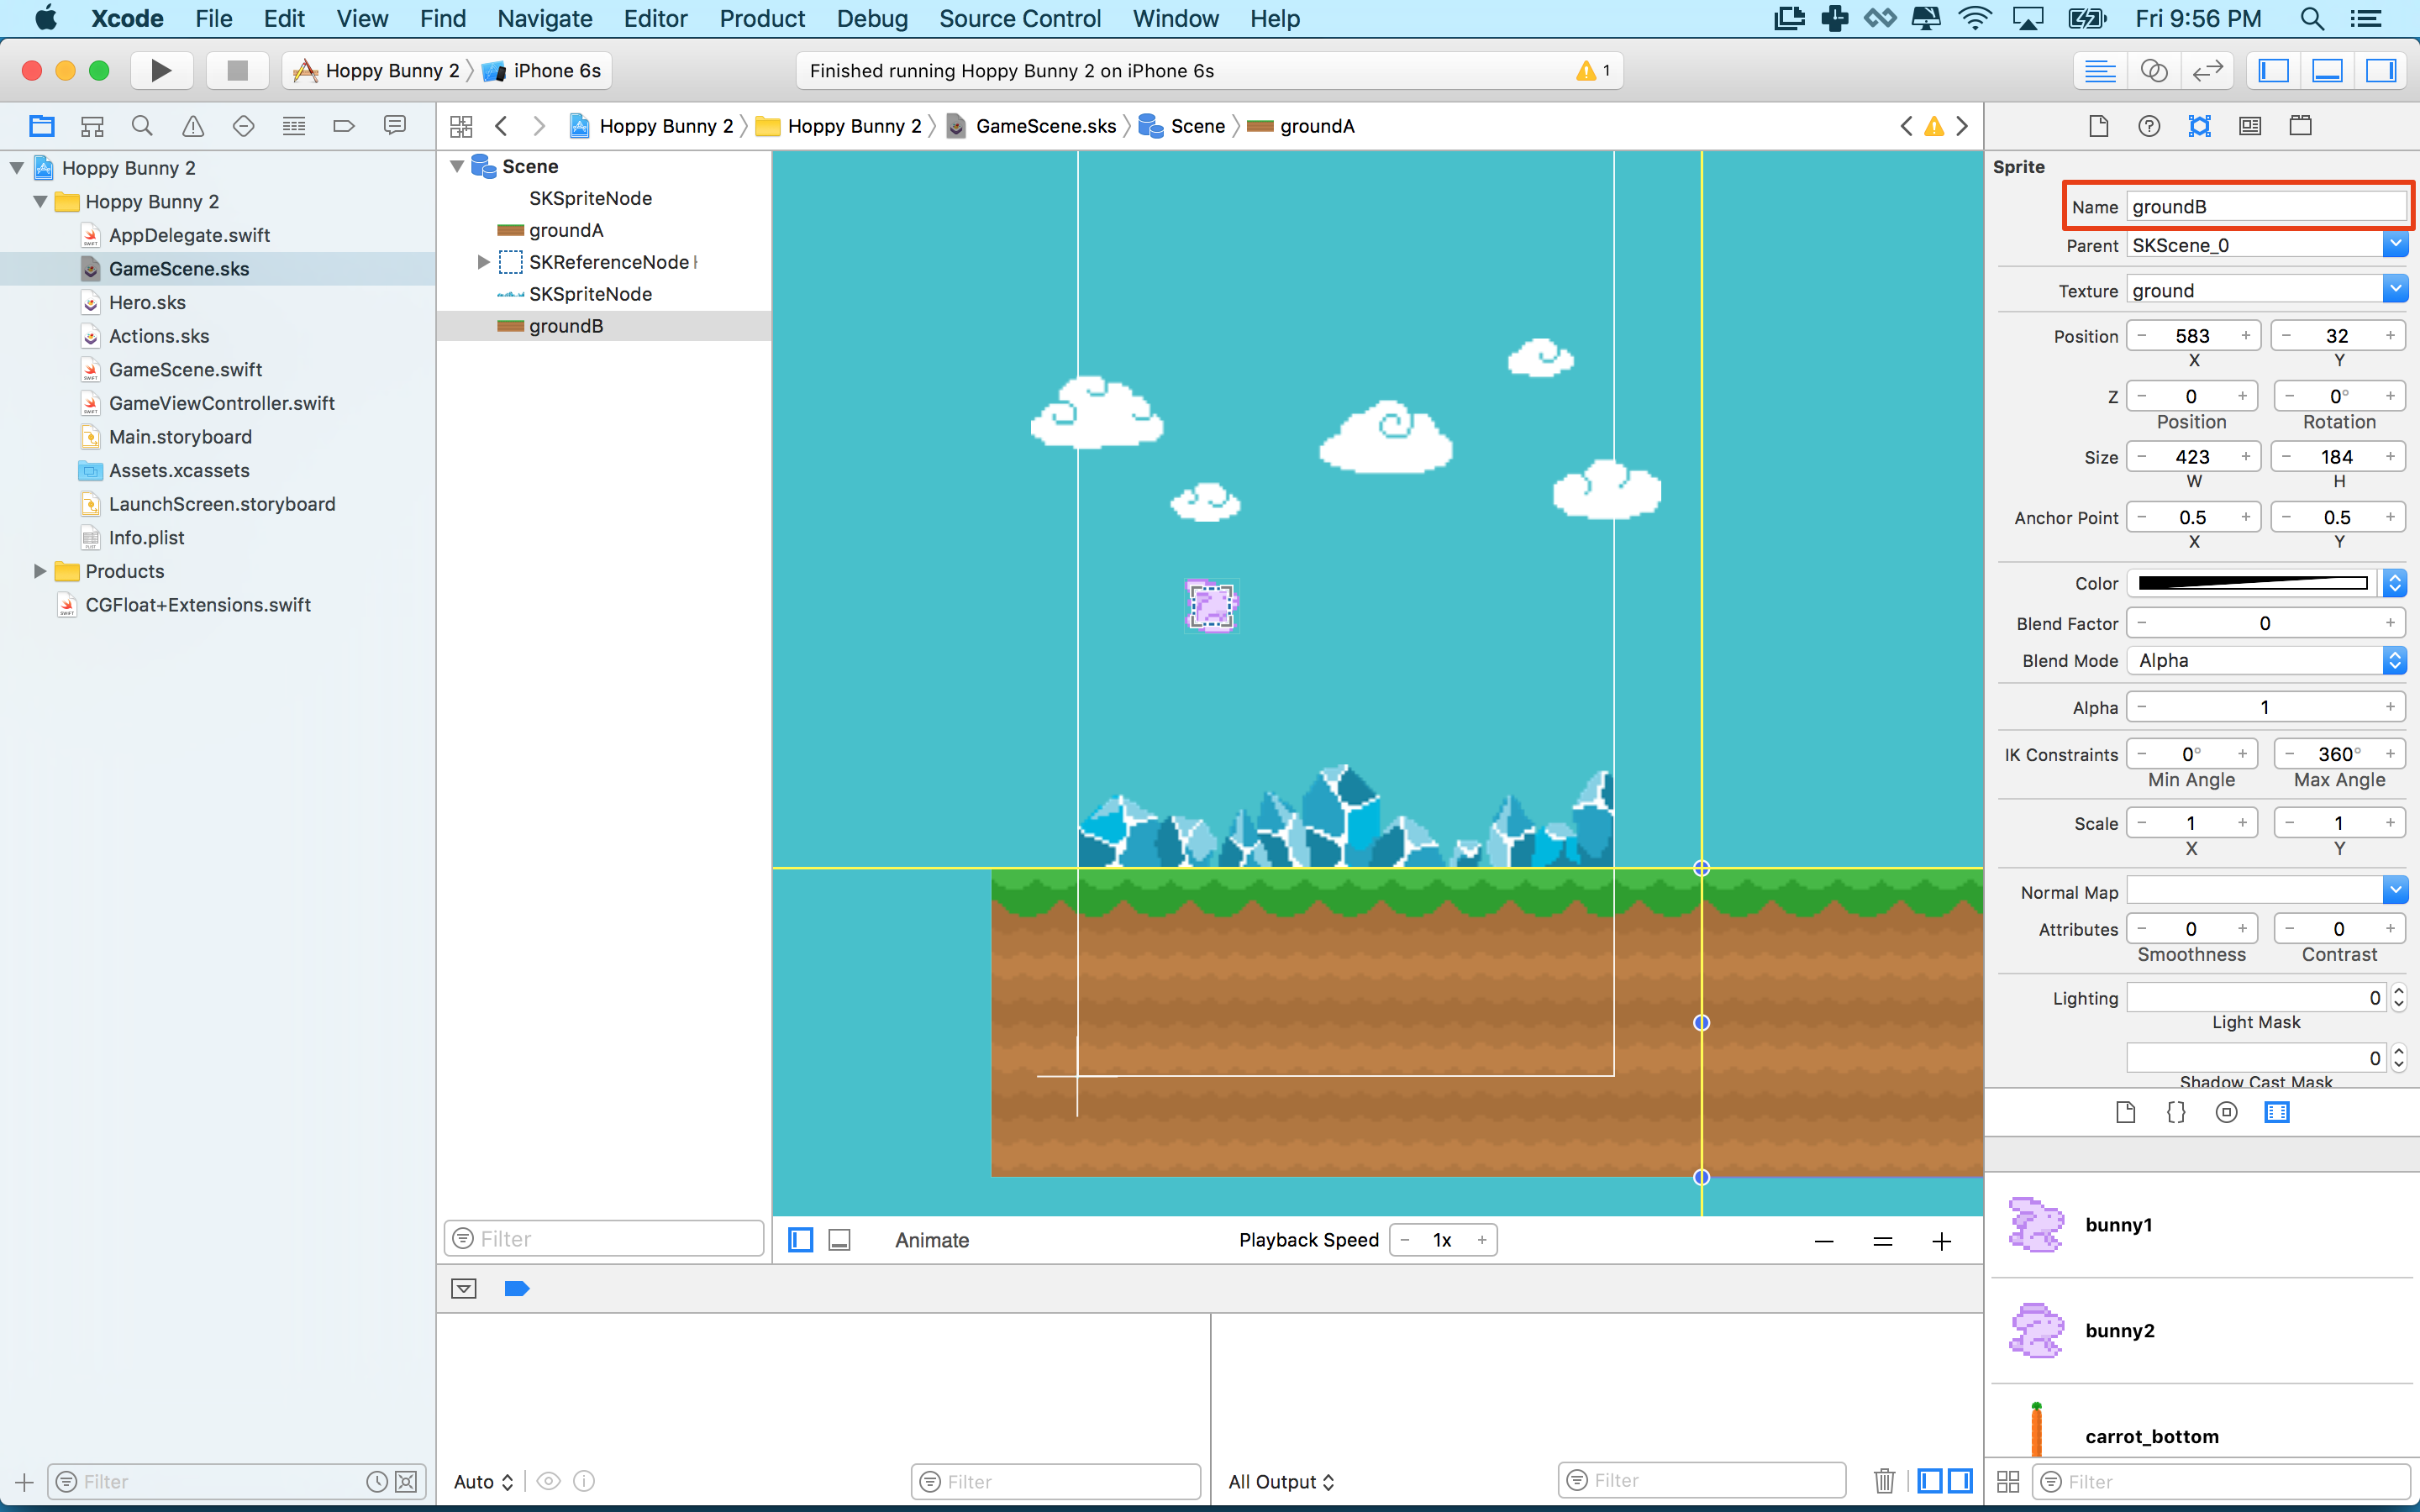 Xcode File Edit View Find Navigate Editor Product Debug Source Control Window Help Fri 9:56 PM
Hoppy Bunny 2 iPhone 6s Finished running Hoppy Bunny 2 on iPhone 6s 1
Hoppy Bunny 2 Hoppy Bunny 2 GameScene.sks Scene groundA
Hoppy Bunny 2
Hoppy Bunny 2
AppDelegate.swift
GameScene.sks
Hero.sks
Actions.sks
GameScene.swift
GameViewController.swift
Main.storyboard
Assets.xcassets
LaunchScreen.storyboard
Info.plist
Products
CGFloat+Extensions.swift
Filter
Scene
SKSpriteNode
groundA
SKReferenceNode
SKSpriteNode
groundB
Filter
Animate Playback Speed − 1x +
Auto Filter
All Output Filter
Sprite
Name groundB
Parent SKScene_0
Texture ground
Position − 583 + − 32 +
X Y
Z − 0 + − 0° +
Position Rotation
Size − 423 + − 184 +
W H
Anchor Point − 0.5 + − 0.5 +
X Y
Color
Blend Factor − 0 +
Blend Mode Alpha
Alpha − 1 +
IK Constraints − 0° + − 360° +
Min Angle Max Angle
Scale − 1 + − 1 +
X Y
Normal Map
Attributes − 0 + − 0 +
Smoothness Contrast
Lighting 0
Light Mask
0
Shadow Cast Mask
bunny1
bunny2
carrot_bottom
Filter